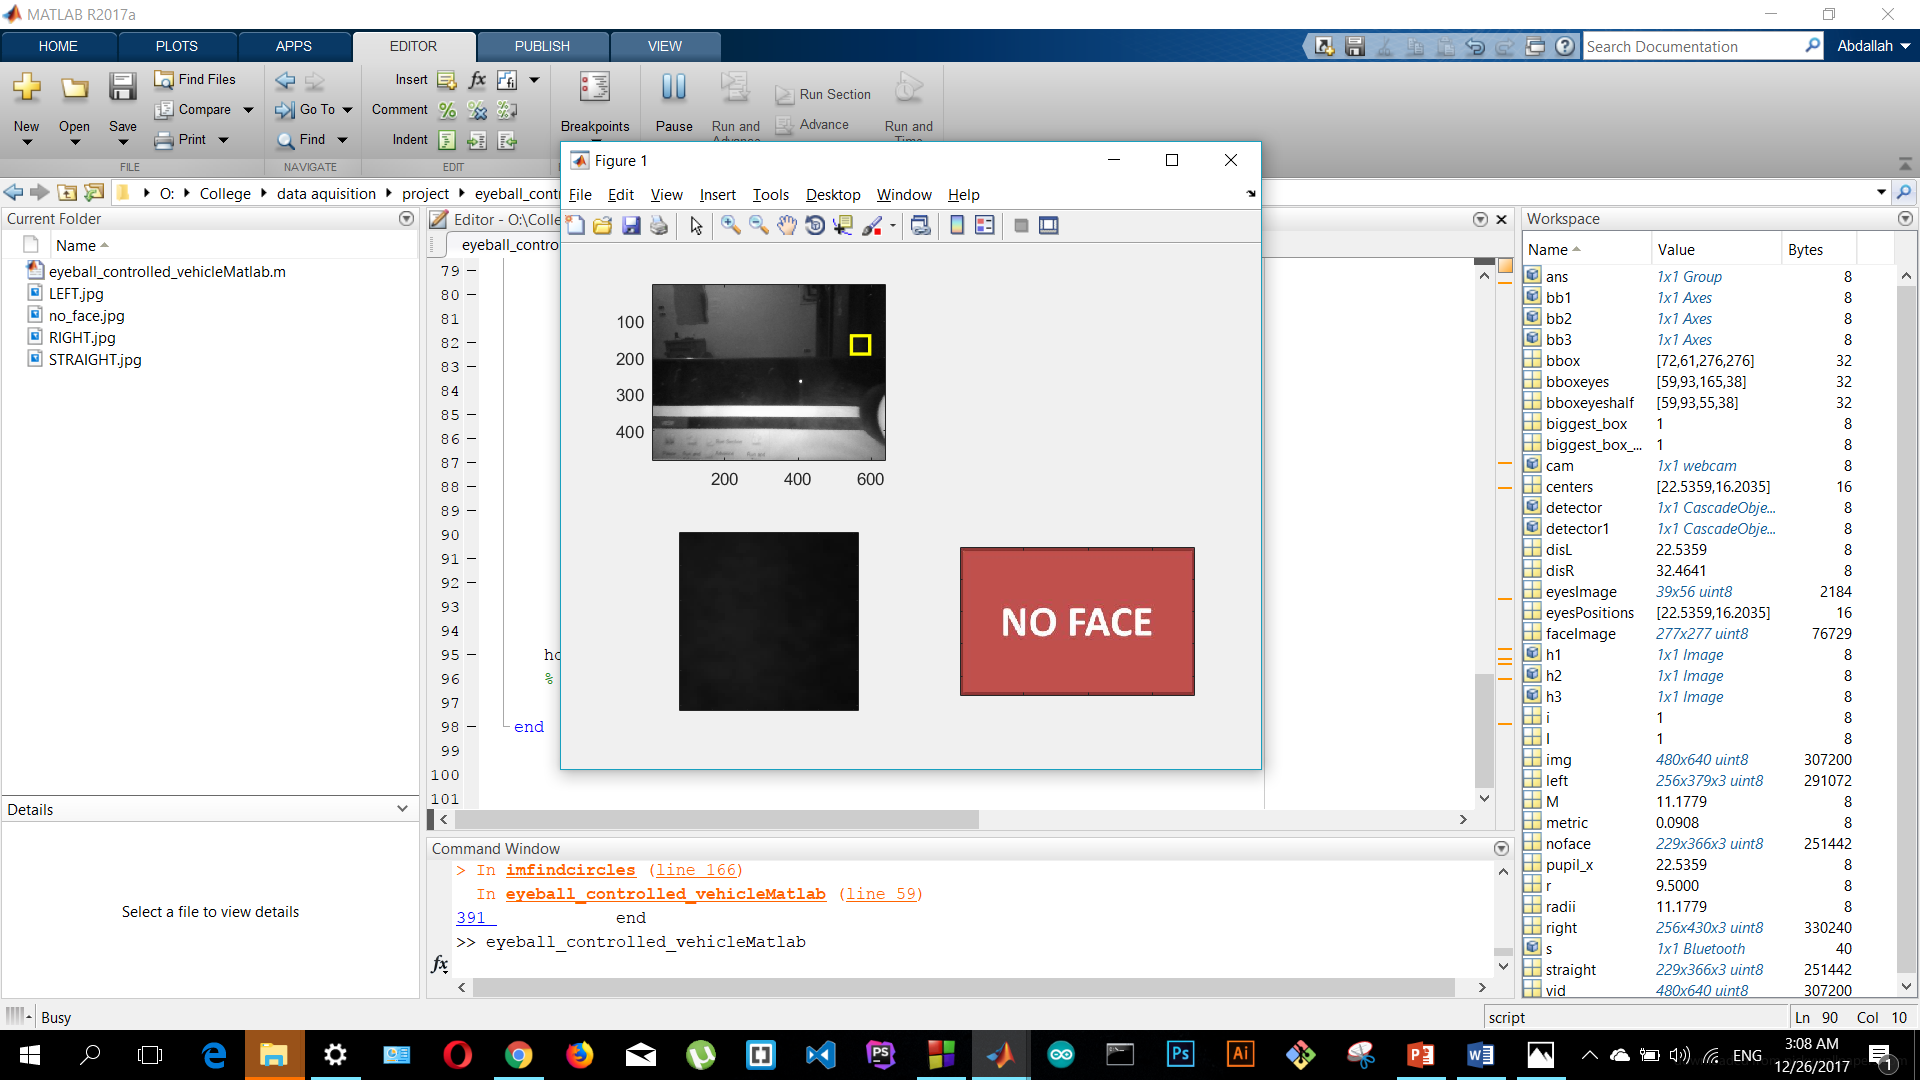 MATLAB R2017a
HOME PLOTS APPS EDITOR PUBLISH VIEW
Search Documentation
Abdallah
New Open Save Find Files Compare Print
FILE
Go To Find
NAVIGATE
Insert fx
Comment
Indent
EDIT
Breakpoints
Pause
Run and
Run Section
Advance
Run and
O: College data aquisition project
Current Folder
Name
eyeball_controlled_vehicleMatlab.m
LEFT.jpg
no_face.jpg
RIGHT.jpg
STRAIGHT.jpg
Details
Select a file to view details
Editor - O:\Colle
eyeball_contro
79
80
81
82
83
84
85
86
87
88
89
90
91
92
93
94
95 ho
96 %
97
98 end
99
100
101
Figure 1
File Edit View Insert Tools Desktop Window Help
100
200
300
400
200 400 600
NO FACE
Command Window
> In imfindcircles (line 166)
In eyeball_controlled_vehicleMatlab (line 59)
391 end
>> eyeball_controlled_vehicleMatlab
fx
Workspace
Name Value Bytes
ans 1x1 Group 8
bb1 1x1 Axes 8
bb2 1x1 Axes 8
bb3 1x1 Axes 8
bbox [72,61,276,276] 32
bboxeyes [59,93,165,38] 32
bboxeyeshalf [59,93,55,38] 32
biggest_box 1 8
biggest_box_... 1 8
cam 1x1 webcam 8
centers [22.5359,16.2035] 16
detector 1x1 CascadeObje... 8
detector1 1x1 CascadeObje... 8
disL 22.5359 8
disR 32.4641 8
eyesImage 39x56 uint8 2184
eyesPositions [22.5359,16.2035] 16
faceImage 277x277 uint8 76729
h1 1x1 Image 8
h2 1x1 Image 8
h3 1x1 Image 8
i 1 8
l 1 8
img 480x640 uint8 307200
left 256x379x3 uint8 291072
M 11.1779 8
metric 0.0908 8
noface 229x366x3 uint8 251442
pupil_x 22.5359 8
r 9.5000 8
radii 11.1779 8
right 256x430x3 uint8 330240
s 1x1 Bluetooth 40
straight 229x366x3 uint8 251442
vid 480x640 uint8 307200
Busy
script
Ln 90 Col 10
ENG
3:08 AM
12/26/2017
1